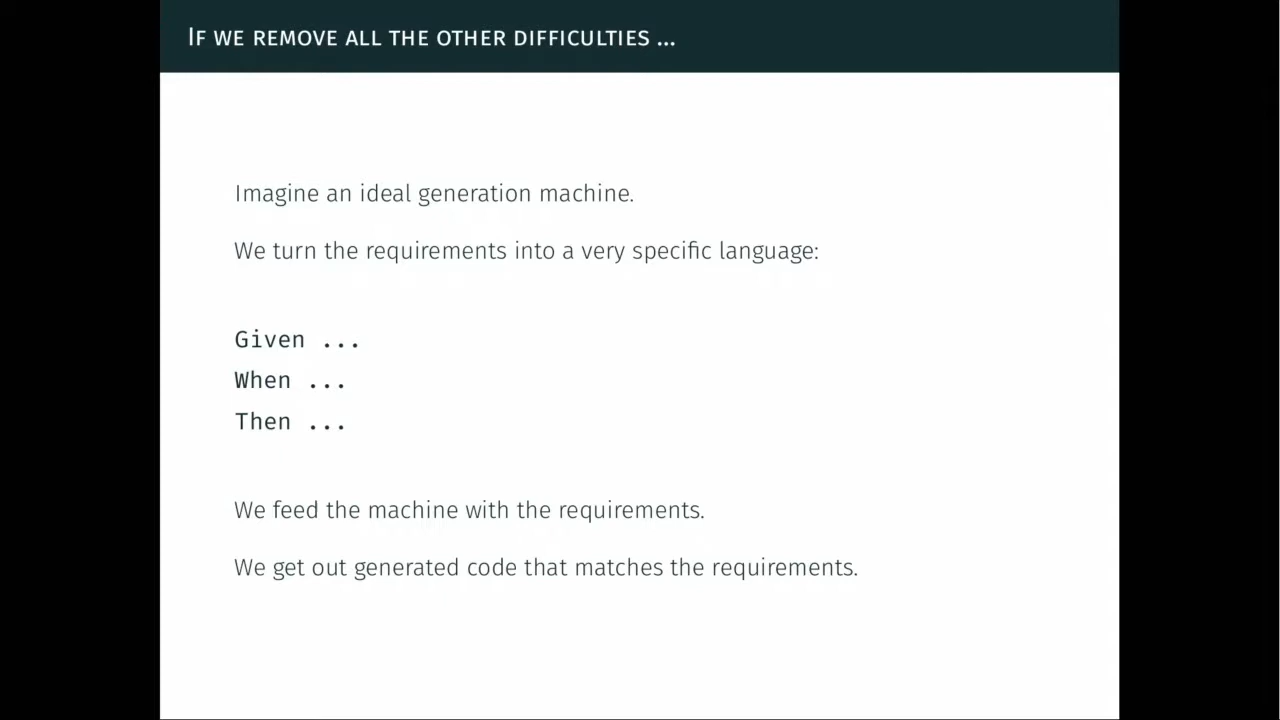 If we remove all the other difficulties ...
Imagine an ideal generation machine.
We turn the requirements into a very specific language:
Given ...
When ...
Then ...
We feed the machine with the requirements.
We get out generated code that matches the requirements.